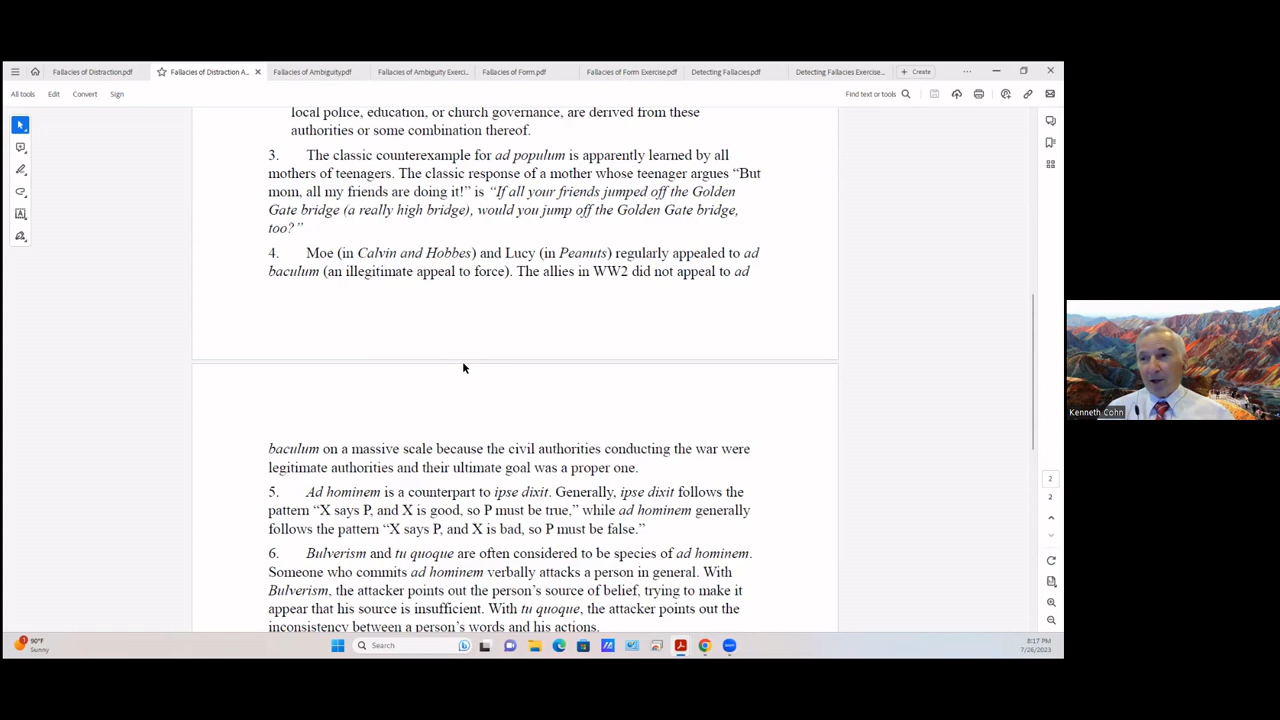 Fallacies of Distraction.pdf
Fallacies of Distraction A...
Fallacies of Ambiguitypdf
Fallacies of Ambiguity Exerci...
Fallacies of Form.pdf
Fallacies of Form Exercise.pdf
Detecting Fallacies.pdf
Detecting Fallacies Exercise...
+ Create
All tools
Edit
Convert
Sign
Find text or tools
local police, education, or church governance, are derived from these
authorities or some combination thereof.
3. The classic counterexample for ad populum is apparently learned by all
mothers of teenagers. The classic response of a mother whose teenager argues “But
mom, all my friends are doing it!” is “If all your friends jumped off the Golden
Gate bridge (a really high bridge), would you jump off the Golden Gate bridge,
too?”
4. Moe (in Calvin and Hobbes) and Lucy (in Peanuts) regularly appealed to ad
baculum (an illegitimate appeal to force). The allies in WW2 did not appeal to ad
baculum on a massive scale because the civil authorities conducting the war were
legitimate authorities and their ultimate goal was a proper one.
5. Ad hominem is a counterpart to ipse dixit. Generally, ipse dixit follows the
pattern “X says P, and X is good, so P must be true,” while ad hominem generally
follows the pattern “X says P, and X is bad, so P must be false.”
6. Bulverism and tu quoque are often considered to be species of ad hominem.
Someone who commits ad hominem verbally attacks a person in general. With
Bulverism, the attacker points out the person’s source of belief, trying to make it
appear that his source is insufficient. With tu quoque, the attacker points out the
inconsistency between a person’s words and his actions.
2
2
Kenneth Cohn
1
90°F
Sunny
Search
8:17 PM
7/26/2023